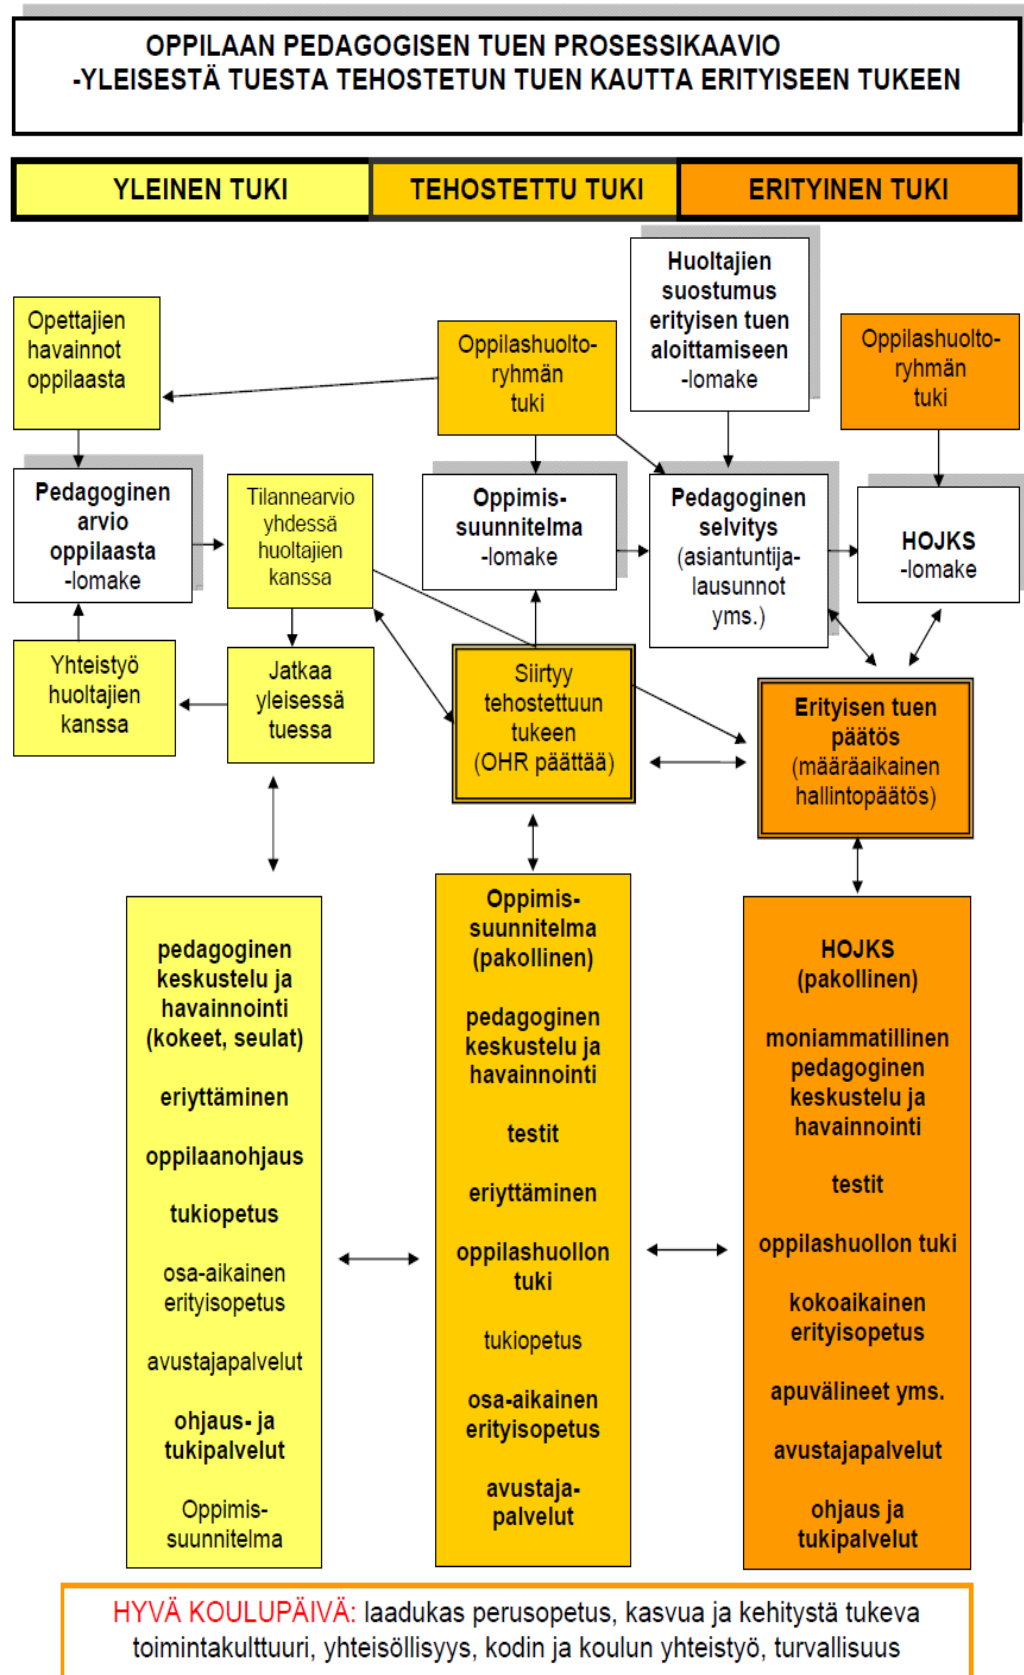 OPPILAAN PEDAGOGISEN TUEN PROSESSIKAAVIO
-YLEISESTÄ TUESTA TEHOSTETUN TUEN KAUTTA ERITYISEEN TUKEEN
YLEINEN TUKI
TEHOSTETTU TUKI
ERITYINEN TUKI
Opettajien
havainnot
oppilaasta
Oppilashuolto-
ryhmän
tuki
Huoltajien
suostumus
erityisen tuen
aloittamiseen
-lomake
Oppilashuolto-
ryhmän
tuki
Pedagoginen
arvio
oppilaasta
-lomake
Tilannearvio
yhdessä
huoltajien
kanssa
Oppimis-
suunnitelma
-lomake
Pedagoginen
selvitys
(asiantuntija-
lausunnot
yms.)
HOJKS
-lomake
Yhteistyö
huoltajien
kanssa
Jatkaa
yleisessä
tuessa
Siirtyy
tehostettuun
tukeen
(OHR päättää)
Erityisen tuen
päätös
(määräaikainen
hallintopäätös)
pedagoginen
keskustelu ja
havainnointi
(kokeet, seulat)
eriyttäminen
oppilaanohjaus
tukiopetus
osa-aikainen
erityisopetus
avustajapalvelut
ohjaus- ja
tukipalvelut
Oppimis-
suunnitelma
Oppimis-
suunnitelma
(pakollinen)
pedagoginen
keskustelu ja
havainnointi
testit
eriyttäminen
oppilashuollon
tuki
tukiopetus
osa-aikainen
erityisopetus
avustaja-
palvelut
HOJKS
(pakollinen)
moniammatillinen
pedagoginen
keskustelu ja
havainnointi
testit
oppilashuollon tuki
kokoaikainen
erityisopetus
apuvälineet yms.
avustajapalvelut
ohjaus ja
tukipalvelut
HYVÄ KOULUPÄIVÄ: laadukas perusopetus, kasvua ja kehitystä tukeva
toimintakulttuuri, yhteisöllisyys, kodin ja koulun yhteistyö, turvallisuus